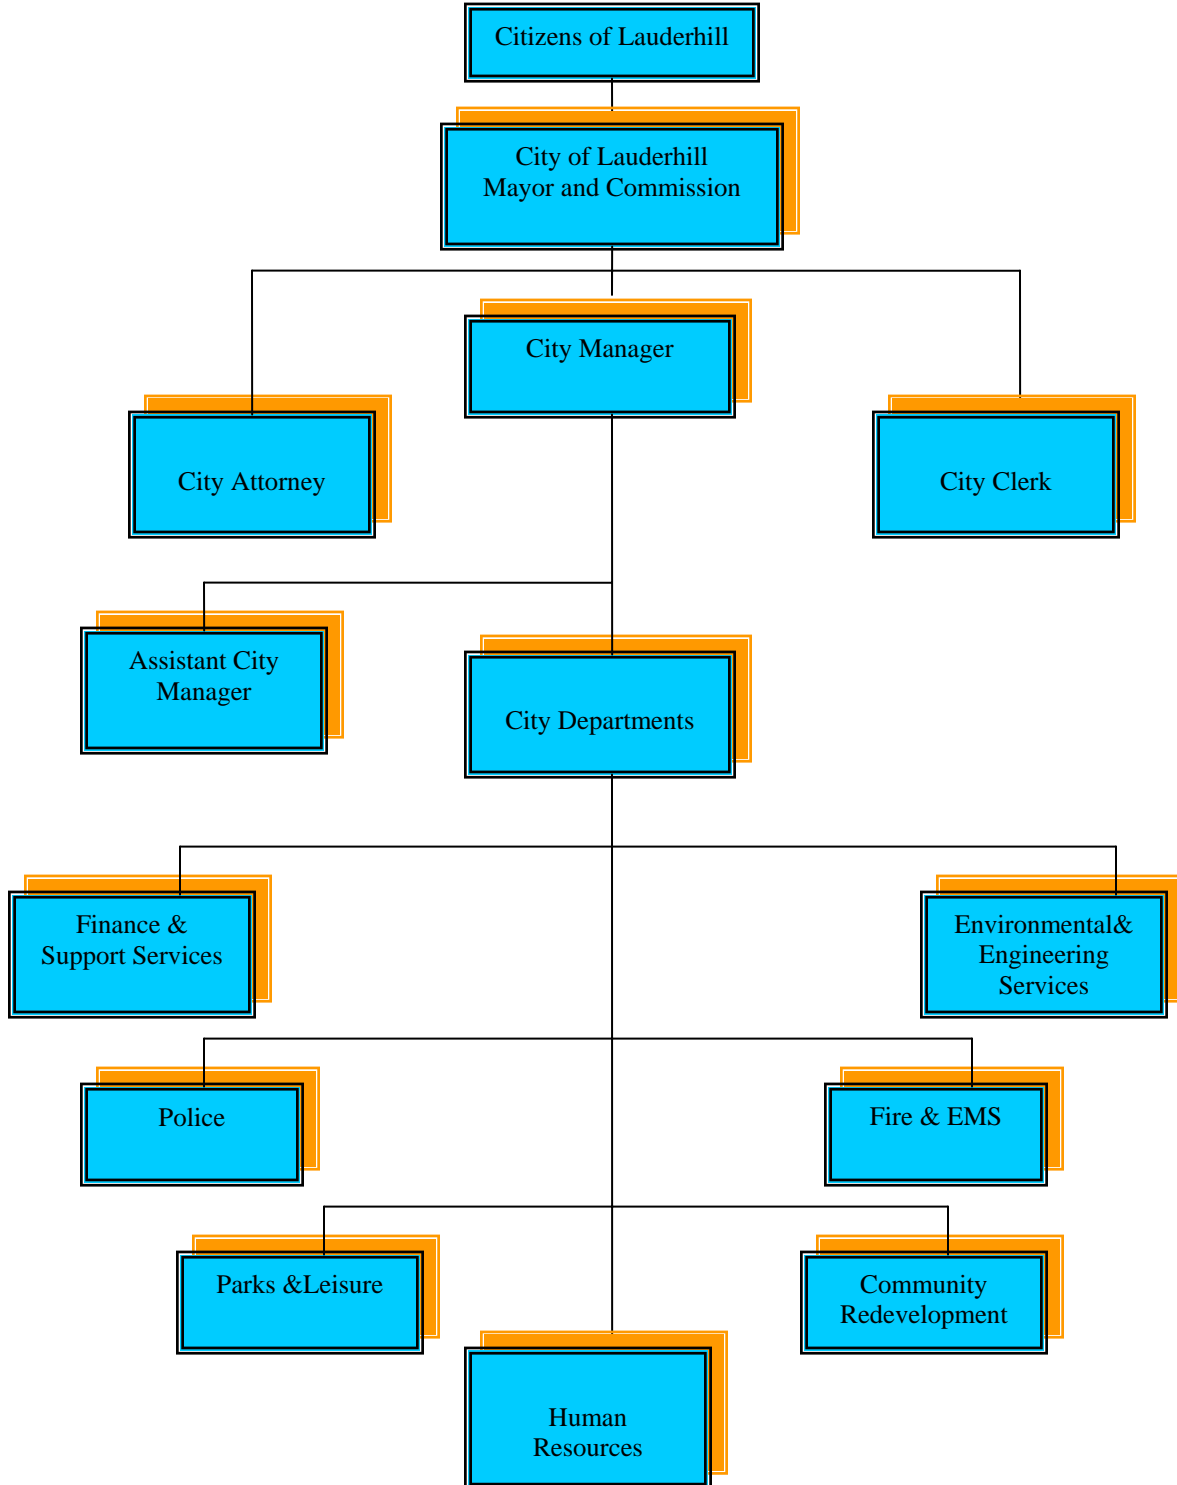 Citizens of Lauderhill
City of Lauderhill
Mayor and Commission
City Manager
City Attorney
City Clerk
Assistant City
Manager
City Departments
Finance &
Support Services
Environmental&
Engineering
Services
Police
Fire & EMS
Parks &Leisure
Community
Redevelopment
Human
Resources